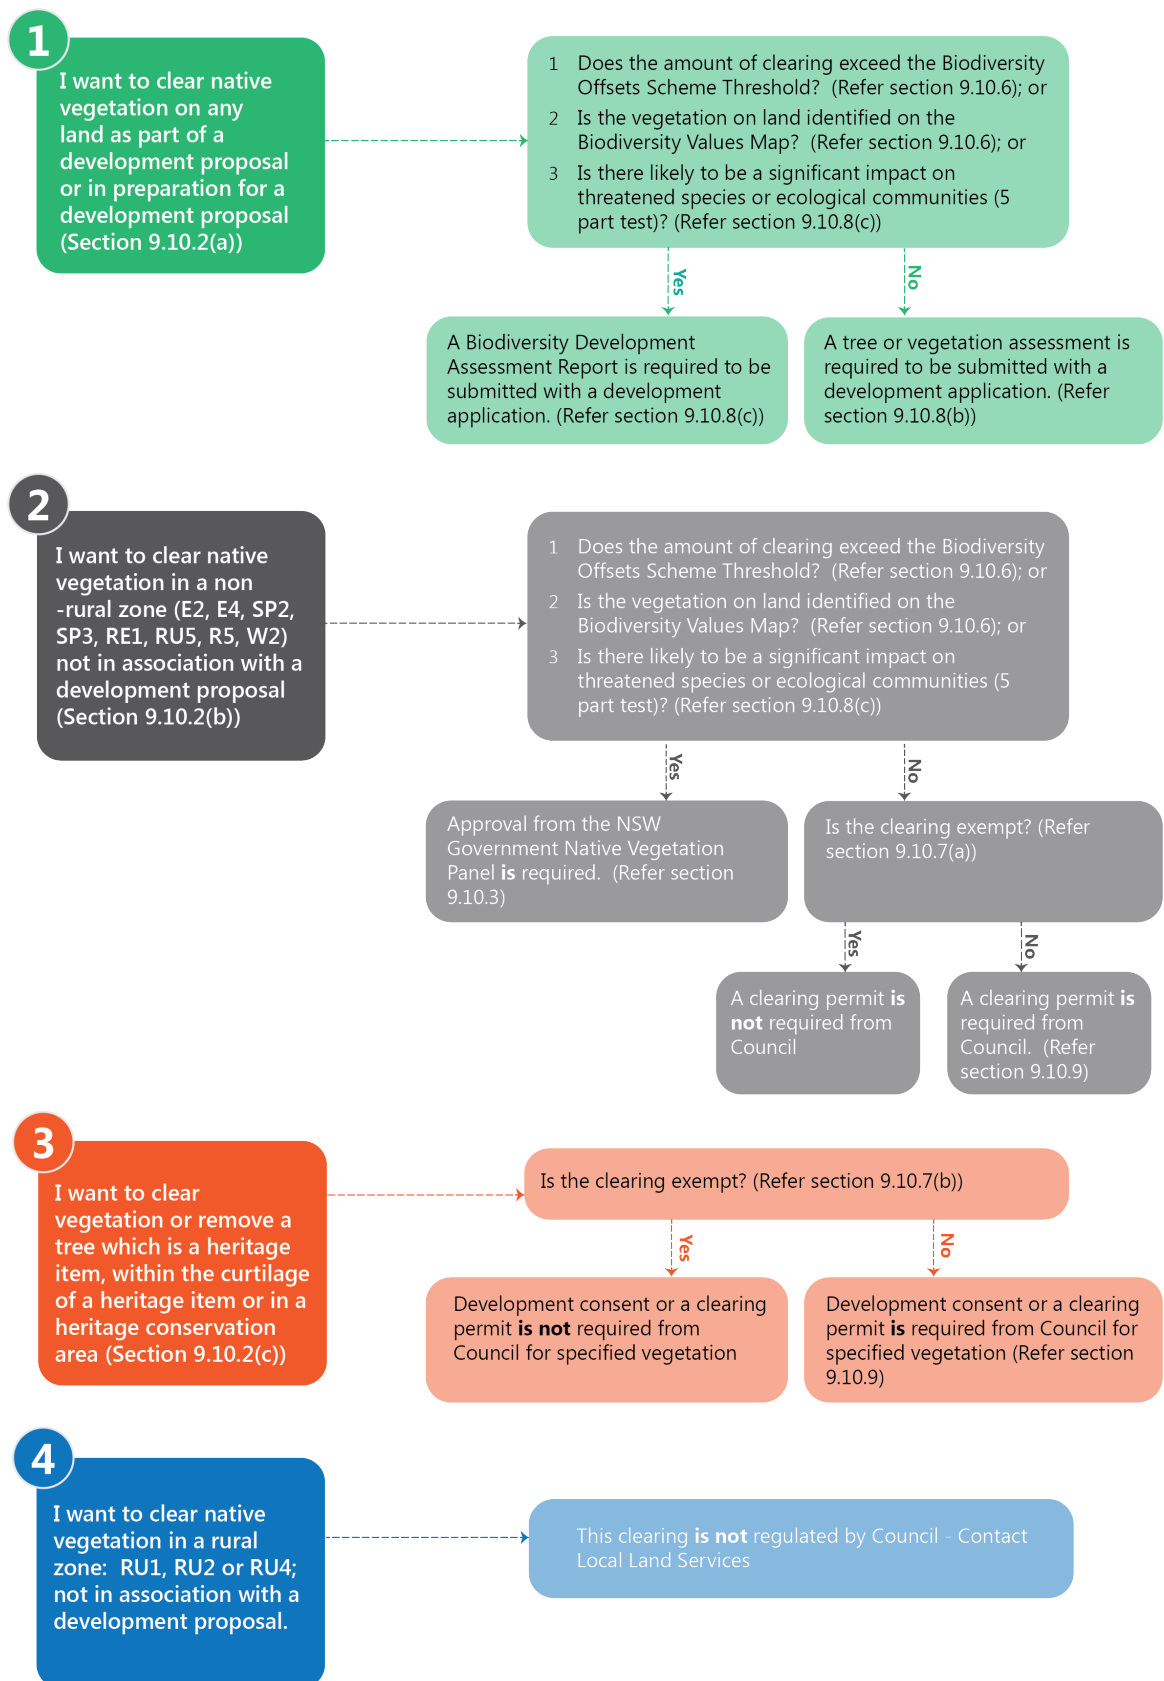 1
I want to clear native
vegetation on any
land as part of a
development proposal
or in preparation for a
development proposal
(Section 9.10.2(a))
1 Does the amount of clearing exceed the Biodiversity
Offsets Scheme Threshold? (Refer section 9.10.6); or
2 Is the vegetation on land identified on the
Biodiversity Values Map? (Refer section 9.10.6); or
3 Is there likely to be a significant impact on
threatened species or ecological communities (5
part test)? (Refer section 9.10.8(c))
Yes
No
A Biodiversity Development
Assessment Report is required to be
submitted with a development
application. (Refer section 9.10.8(c))
A tree or vegetation assessment is
required to be submitted with a
development application. (Refer
section 9.10.8(b))
2
I want to clear native
vegetation in a non
-rural zone (E2, E4, SP2,
SP3, RE1, RU5, R5, W2)
not in association with a
development proposal
(Section 9.10.2(b))
1 Does the amount of clearing exceed the Biodiversity
Offsets Scheme Threshold? (Refer section 9.10.6); or
2 Is the vegetation on land identified on the
Biodiversity Values Map? (Refer section 9.10.6); or
3 Is there likely to be a significant impact on
threatened species or ecological communities (5
part test)? (Refer section 9.10.8(c))
Yes
No
Approval from the NSW
Government Native Vegetation
Panel is required. (Refer section
9.10.3)
Is the clearing exempt? (Refer
section 9.10.7(a))
Yes
No
A clearing permit is
not required from
Council
A clearing permit is
required from
Council. (Refer
section 9.10.9)
3
I want to clear
vegetation or remove a
tree which is a heritage
item, within the curtilage
of a heritage item or in a
heritage conservation
area (Section 9.10.2(c))
Is the clearing exempt? (Refer section 9.10.7(b))
Yes
No
Development consent or a clearing
permit is not required from
Council for specified vegetation
Development consent or a clearing
permit is required from Council for
specified vegetation (Refer section
9.10.9)
4
I want to clear native
vegetation in a rural
zone: RU1, RU2 or RU4;
not in association with a
development proposal.
This clearing is not regulated by Council - Contact
Local Land Services